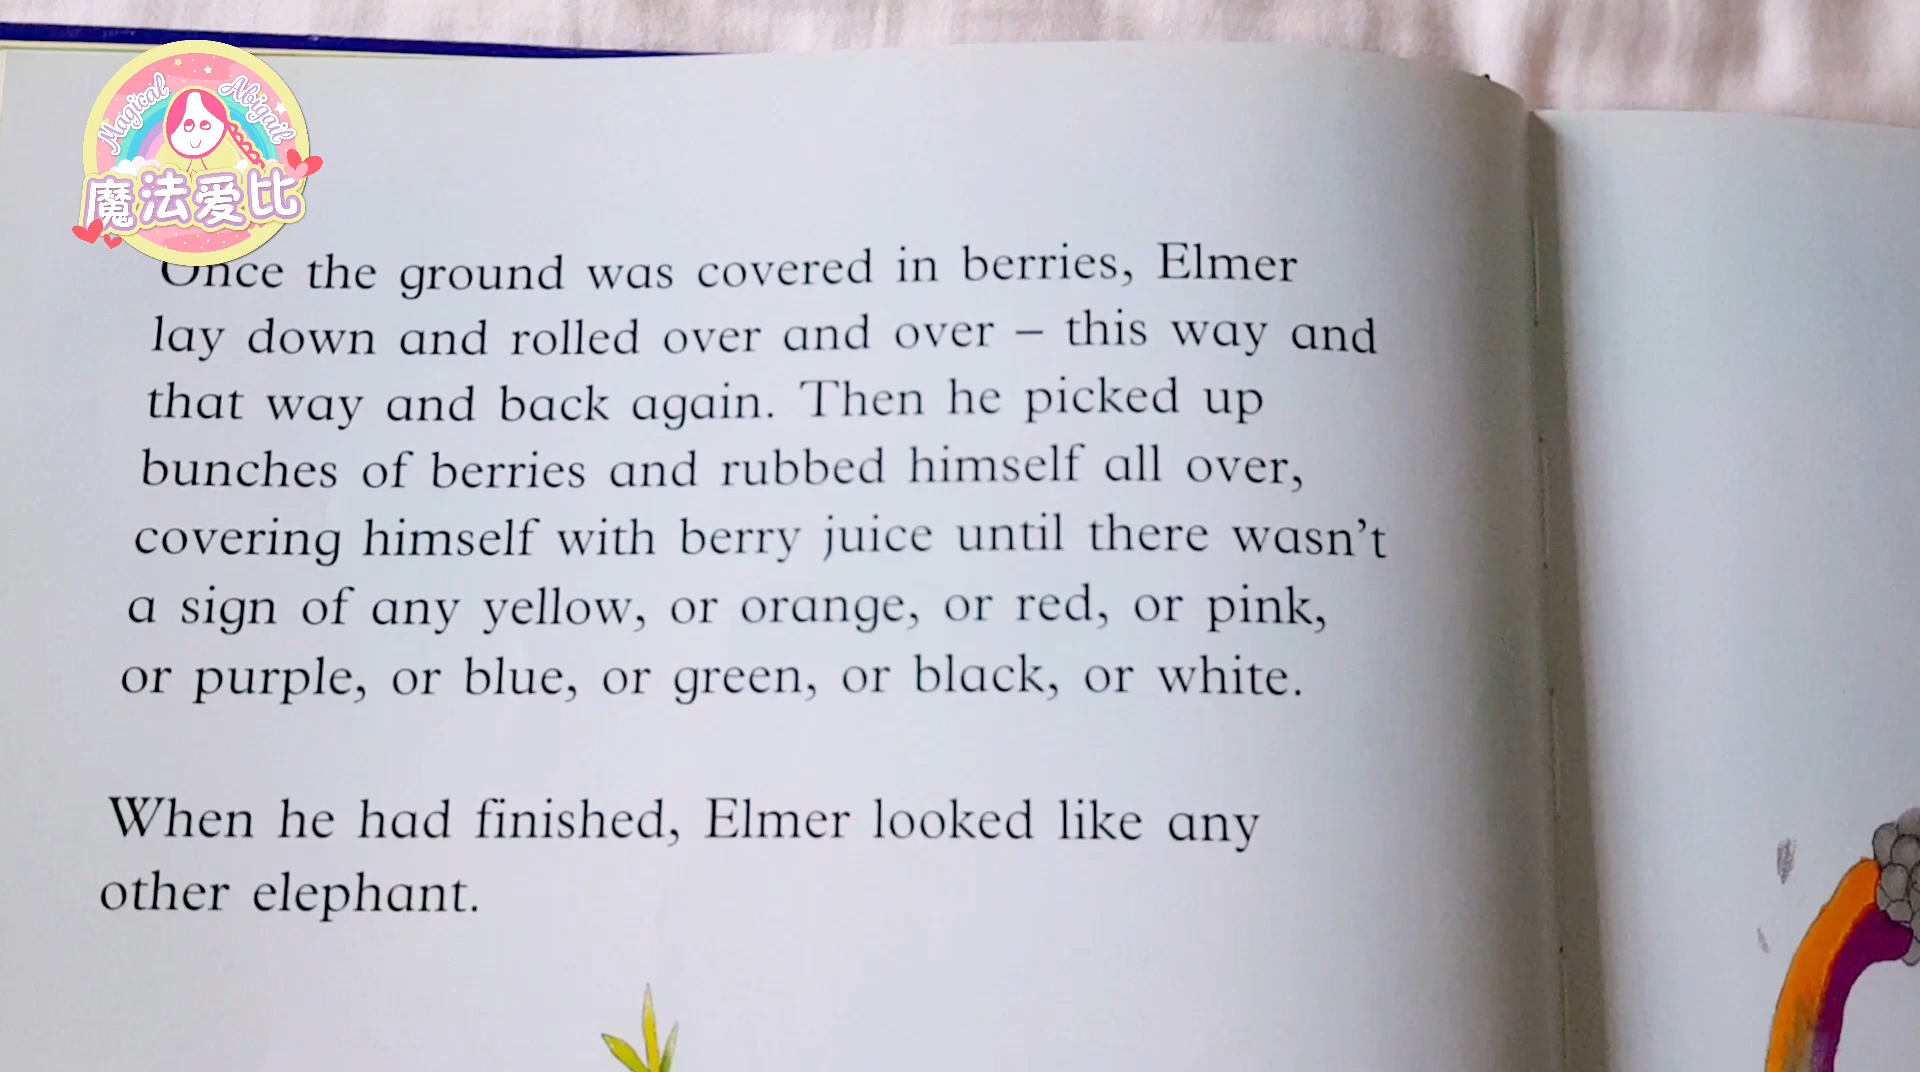 Magical Abigail
魔法爱比
Once the ground was covered in berries, Elmer
lay down and rolled over and over – this way and
that way and back again. Then he picked up
bunches of berries and rubbed himself all over,
covering himself with berry juice until there wasn’t
a sign of any yellow, or orange, or red, or pink,
or purple, or blue, or green, or black, or white.
When he had finished, Elmer looked like any
other elephant.